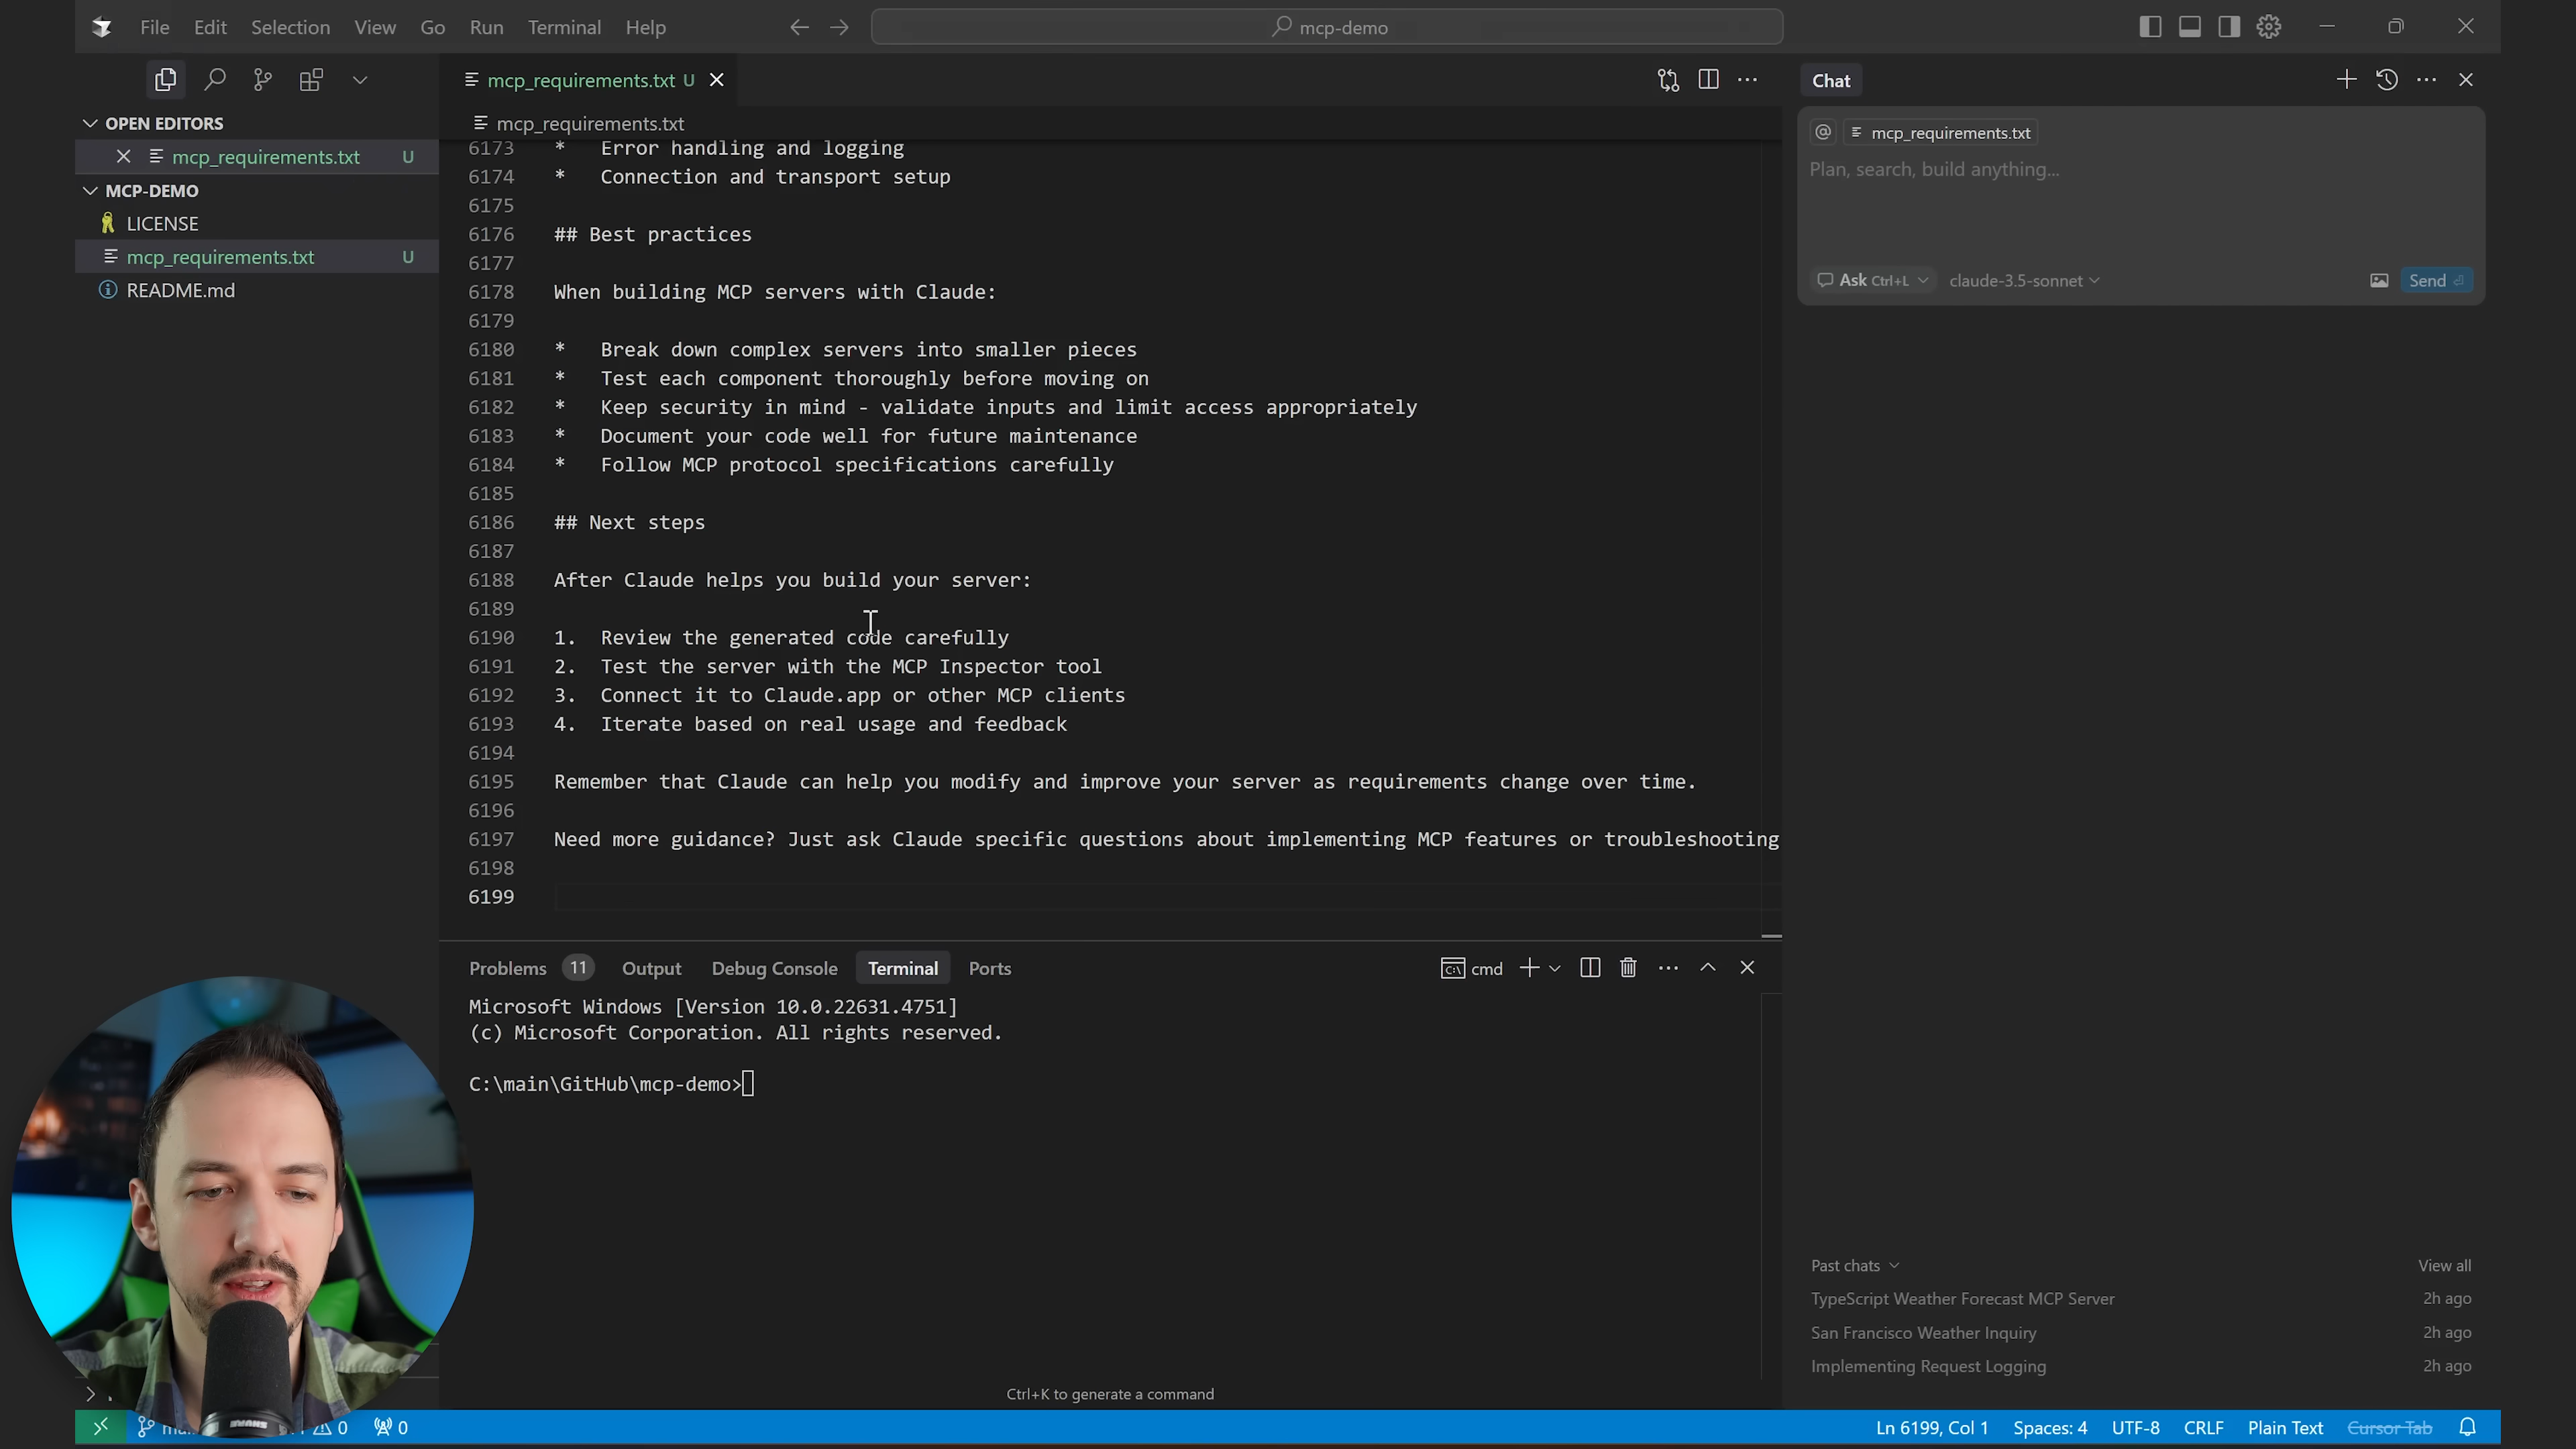 File Edit Selection View Go Run Terminal Help
mcp-demo
mcp_requirements.txt U
Chat
OPEN EDITORS
mcp_requirements.txt U
MCP-DEMO
LICENSE
mcp_requirements.txt U
README.md
mcp_requirements.txt
6173 * Error handling and logging
6174 * Connection and transport setup
6175
6176 ## Best practices
6177
6178 When building MCP servers with Claude:
6179
6180 * Break down complex servers into smaller pieces
6181 * Test each component thoroughly before moving on
6182 * Keep security in mind - validate inputs and limit access appropriately
6183 * Document your code well for future maintenance
6184 * Follow MCP protocol specifications carefully
6185
6186 ## Next steps
6187
6188 After Claude helps you build your server:
6189
6190 1. Review the generated code carefully
6191 2. Test the server with the MCP Inspector tool
6192 3. Connect it to Claude.app or other MCP clients
6193 4. Iterate based on real usage and feedback
6194
6195 Remember that Claude can help you modify and improve your server as requirements change over time.
6196
6197 Need more guidance? Just ask Claude specific questions about implementing MCP features or troubleshooting
6198
6199
Problems 11 Output Debug Console Terminal Ports
cmd
Microsoft Windows [Version 10.0.22631.4751]
(c) Microsoft Corporation. All rights reserved.
C:\main\GitHub\mcp-demo>
Ctrl+K to generate a command
@ mcp_requirements.txt
Plan, search, build anything...
Ask Ctrl+L claude-3.5-sonnet Send
Past chats View all
TypeScript Weather Forecast MCP Server 2h ago
San Francisco Weather Inquiry 2h ago
Implementing Request Logging 2h ago
0 0
Ln 6199, Col 1 Spaces: 4 UTF-8 CRLF Plain Text Cursor Tab